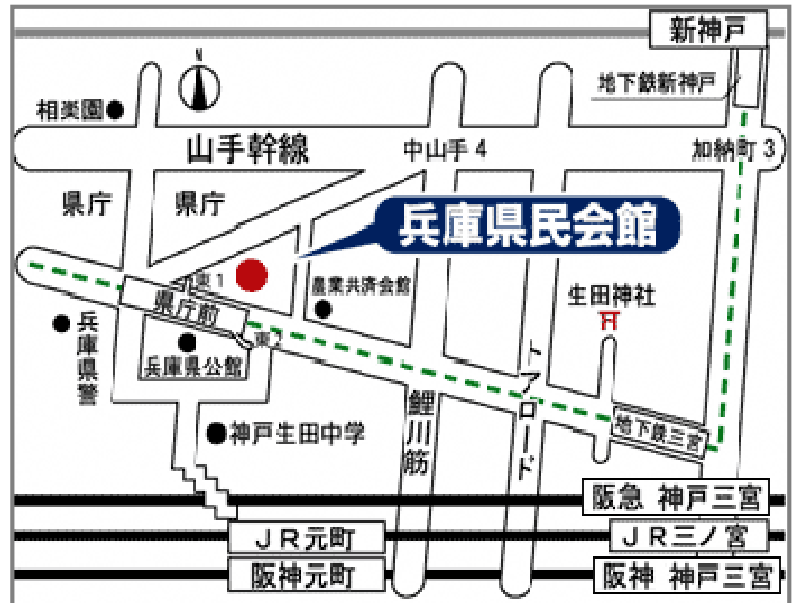 新神戸
N
地下鉄新神戸
相楽園
山手幹線
中山手4
加納町3
県庁
県庁
兵庫県民会館
東1
農業共済会館
生田神社
県庁前
兵庫県警
東2
兵庫県公館
トアロード
鯉川筋
地下鉄三宮
神戸生田中学
阪急 神戸三宮
JR元町
JR三ノ宮
阪神元町
阪神 神戸三宮